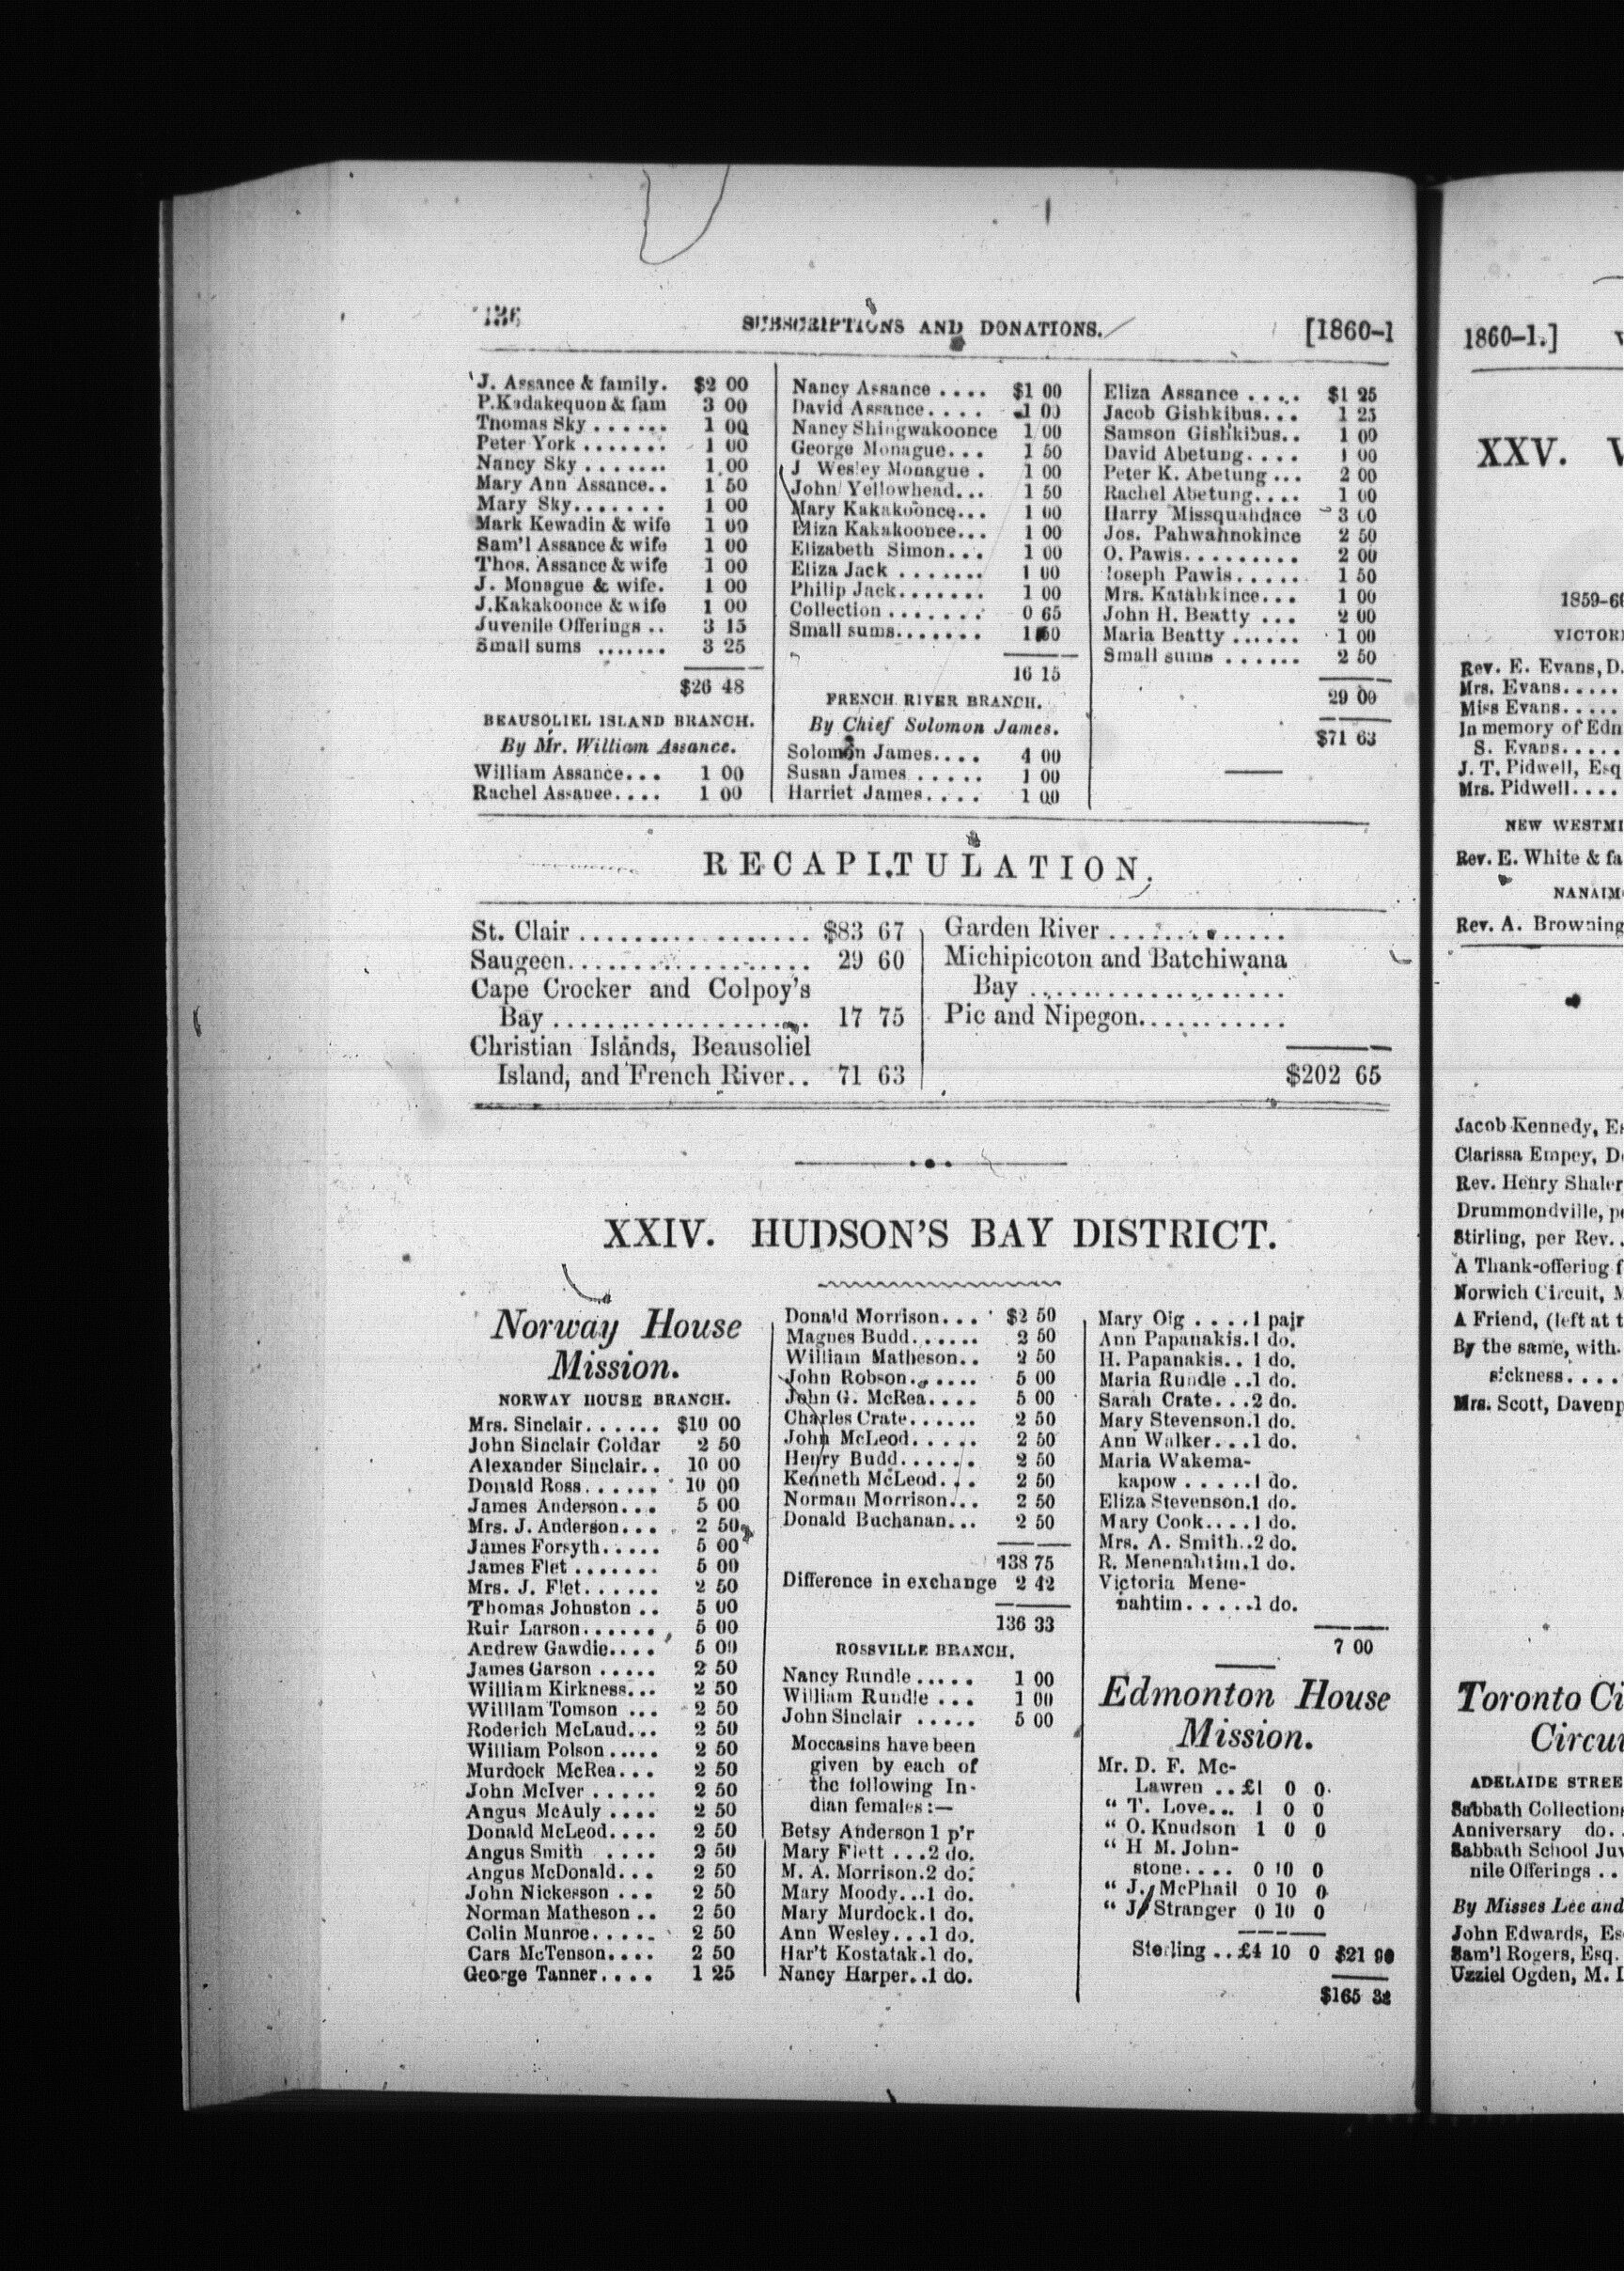 136 SUBSCRIPTIONS AND DONATIONS. [1860-1
J. Assance & family. $2 00
P. Kadakequon & fam 3 00
Thomas Sky ...... 1 00
Peter York ....... 1 00
Nancy Sky ....... 1 00
Mary Ann Assance.. 1 50
Mary Sky....... 1 00
Mark Kewadin & wife 1 00
Sam'l Assance & wife 1 00
Thos. Assance & wife 1 00
J. Monague & wife. 1 00
J. Kakakoonce & wife 1 00
Juvenile Offerings .. 3 15
Small sums ....... 3 25
$26 48
BEAUSOLIEL ISLAND BRANCH.
By Mr. William Assance.
William Assance... 1 00
Rachel Assance.... 1 00
Nancy Assance .... $1 00
David Assance.... 1 00
Nancy Shingwakoonce 1 00
George Monague... 1 50
J Wesley Monague . 1 00
John Yellowhead... 1 50
Mary Kakakoonce... 1 00
Eliza Kakakoonce... 1 00
Elizabeth Simon... 1 00
Eliza Jack ....... 1 00
Philip Jack....... 1 00
Collection ....... 0 65
Small sums....... 1 50
16 15
FRENCH RIVER BRANCH.
By Chief Solomon James.
Solomon James.... 4 00
Susan James ..... 1 00
Harriet James.... 1 00
Eliza Assance ..... $1 25
Jacob Gishkibus... 1 25
Samson Gishkibus.. 1 00
David Abetung.... 1 00
Peter K. Abetung ... 2 00
Rachel Abetung.... 1 00
Harry Missquahdace 3 00
Jos. Pahwahnokince 2 50
O. Pawis......... 2 00
Joseph Pawis..... 1 50
Mrs. Katahkince... 1 00
John H. Beatty ... 2 00
Maria Beatty ...... 1 00
Small sums ...... 2 50
29 00
$71 63
RECAPITULATION.
St. Clair .................. $83 67
Saugeen................... 29 60
Cape Crocker and Colpoy's
Bay ................... 17 75
Christian Islands, Beausoliel
Island, and French River.. 71 63
Garden River .............
Michipicoton and Batchiwana
Bay ...................
Pic and Nipegon...........
$202 65
XXIV. HUDSON'S BAY DISTRICT.
Norway House
Mission.
NORWAY HOUSE BRANCH.
Mrs. Sinclair...... $10 00
John Sinclair Coldar 2 50
Alexander Sinclair.. 10 00
Donald Ross...... 10 00
James Anderson... 5 00
Mrs. J. Anderson... 2 50
James Forsyth..... 5 00
James Flet ....... 5 00
Mrs. J. Flet...... 2 50
Thomas Johnston .. 5 00
Ruir Larson...... 5 00
Andrew Gawdie.... 5 00
James Garson ..... 2 50
William Kirkness... 2 50
Willlam Tomson ... 2 50
Roderich McLaud... 2 50
William Polson ..... 2 50
Murdock McRea... 2 50
John McIver ..... 2 50
Angus McAuly .... 2 50
Donald McLeod.... 2 50
Angus Smith .... 2 50
Angus McDonald... 2 50
John Nickesson ... 2 50
Norman Matheson .. 2 50
Colin Munroe..... 2 50
Cars McTenson.... 2 50
George Tanner.... 1 25
Donald Morrison... $2 50
Magnes Budd...... 2 50
William Matheson.. 2 50
John Robson...... 5 00
John G. McRea.... 5 00
Charles Crate...... 2 50
John McLeod..... 2 50
Henry Budd...... 2 50
Kenneth McLeod... 2 50
Norman Morrison... 2 50
Donald Buchanan... 2 50
138 75
Difference in exchange 2 42
136 33
ROSSVILLE BRANCH.
Nancy Rundle ..... 1 00
William Rundle ... 1 00
John Sinclair ..... 5 00
Moccasins have been
given by each of
the following In-
dian females:—
Betsy Anderson 1 p'r
Mary Flett ...2 do.
M. A. Morrison.2 do.
Mary Moody...1 do.
Mary Murdock.1 do.
Ann Wesley...1 do.
Har't Kostatak.1 do.
Nancy Harper..1 do.
Mary Oig ....1 pair
Ann Papanakis.1 do.
H. Papanakis.. 1 do.
Maria Rundle ..1 do.
Sarah Crate...2 do.
Mary Stevenson.1 do.
Ann Walker...1 do.
Maria Wakema-
kapow .....1 do.
Eliza Stevenson.1 do.
Mary Cook....1 do.
Mrs. A. Smith..2 do.
R. Menenahtim.1 do.
Victoria Mene-
nahtim.....1 do.
7 00
Edmonton House
Mission.
Mr. D. F. Mc-
Lawren ..£1 0 0
" T. Love... 1 0 0
" O. Knudson 1 0 0
" H M. John-
stone.... 0 10 0
" J. McPhail 0 10 0
" J. Stranger 0 10 0
Sterling ..£4 10 0 $21 90
$165 32
1860-1.]
XXV.
1859-60
VICTORI
Rev. E. Evans, D.
Mrs. Evans.....
Miss Evans.....
In memory of Edn
S. Evans.....
J. T. Pidwell, Esq
Mrs. Pidwell....
NEW WESTMI
Rev. E. White & fa
NANAIM
Rev. A. Browning
Jacob Kennedy, Es
Clarissa Empey, D
Rev. Henry Shaler
Drummondville, pe
Stirling, per Rev..
A Thank-offering f
Norwich Circuit, M
A Friend, (left at t
By the same, with
sickness....
Mrs. Scott, Davenp
Toronto Ci
Circui
ADELAIDE STREE
Sabbath Collections
Anniversary do..
Sabbath School Juv
nile Offerings ..
By Misses Lee and
John Edwards, Es
Sam'l Rogers, Esq.
Uzziel Ogden, M. D